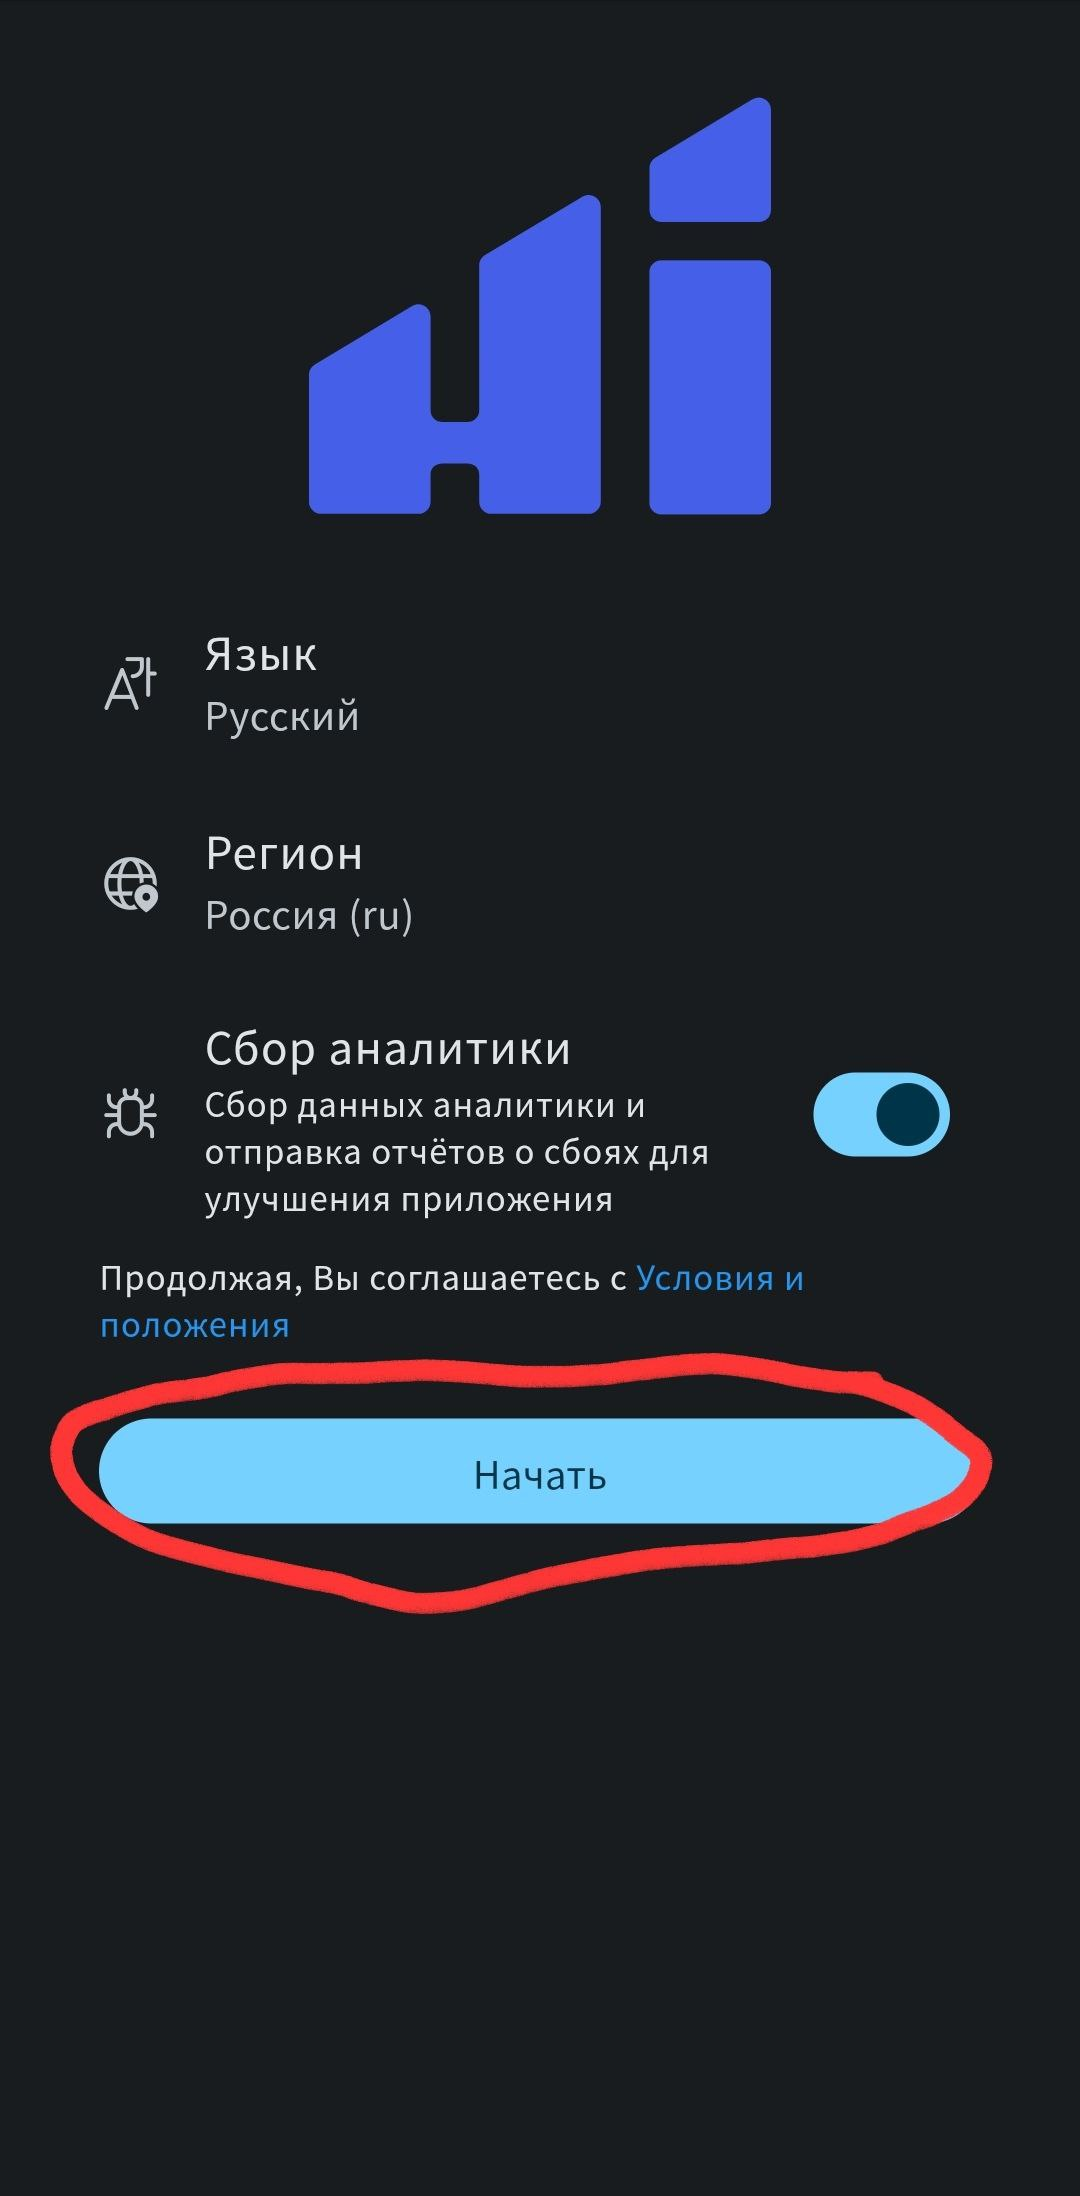 Язык
Русский
Регион
Россия (ru)
Сбор аналитики
Сбор данных аналитики и
отправка отчётов о сбоях для
улучшения приложения
Продолжая, Вы соглашаетесь с Условия и
положения
Начать